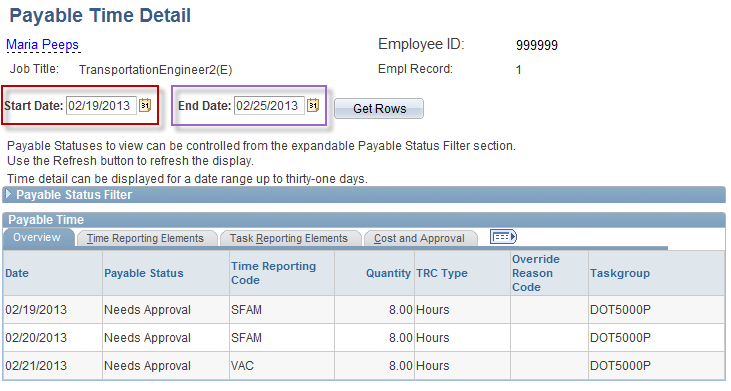 Payable Time Detail
Maria Peeps Employee ID: 999999
Job Title: TransportationEngineer2(E) Empl Record: 1
Start Date: 02/19/2013 31 End Date: 02/25/2013 31 Get Rows
Payable Statuses to view can be controlled from the expandable Payable Status Filter section.
Use the Refresh button to refresh the display.
Time detail can be displayed for a date range up to thirty-one days.
Payable Status Filter
Payable Time
Overview Time Reporting Elements Task Reporting Elements Cost and Approval
Date Payable Status Time Reporting Code Quantity TRC Type Override Reason Code Taskgroup
02/19/2013 Needs Approval SFAM 8.00 Hours DOT5000P
02/20/2013 Needs Approval SFAM 8.00 Hours DOT5000P
02/21/2013 Needs Approval VAC 8.00 Hours DOT5000P